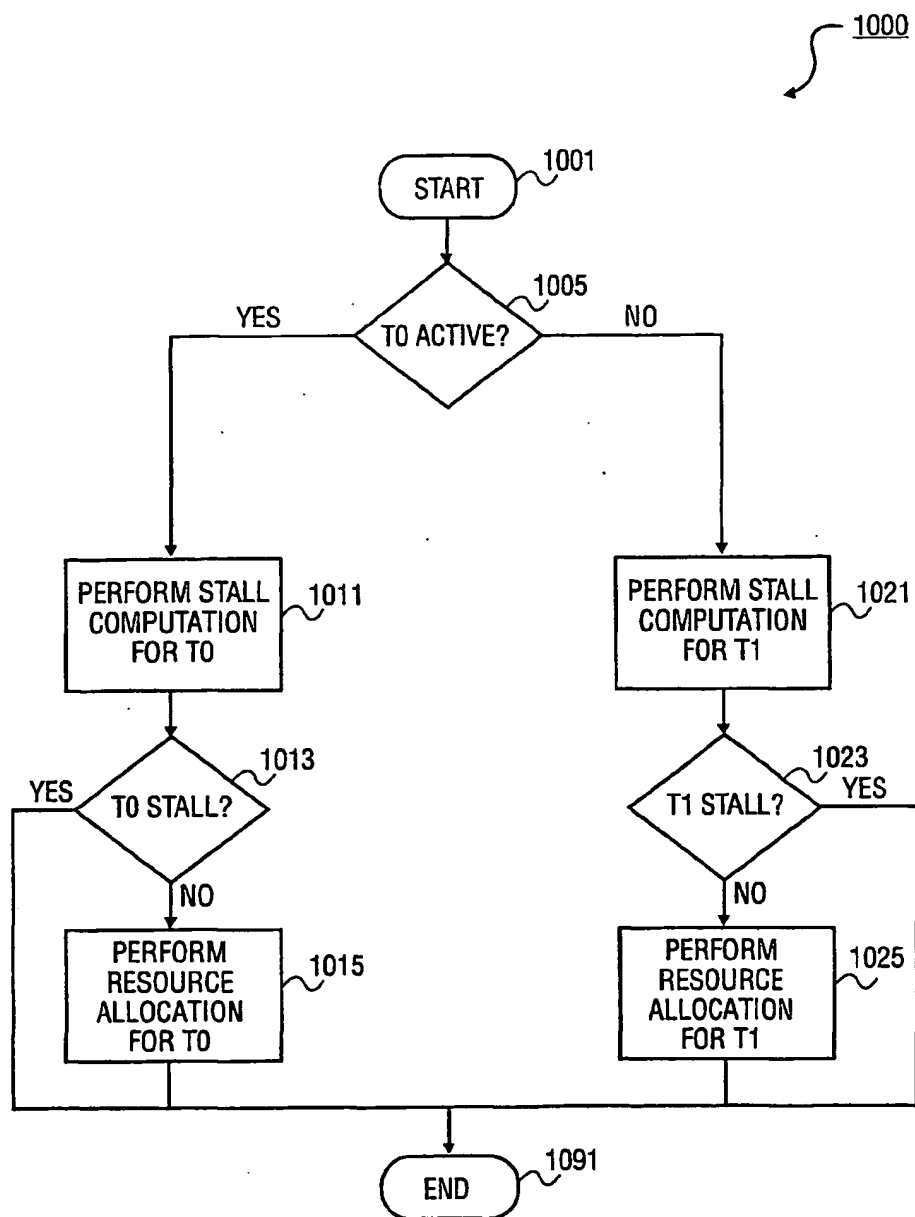 1000
START
1001
1005
YES
T0 ACTIVE?
NO
PERFORM STALL
COMPUTATION
FOR T0
1011
PERFORM STALL
COMPUTATION
FOR T1
1021
1013
YES
T0 STALL?
NO
1023
T1 STALL?
YES
NO
PERFORM
RESOURCE
ALLOCATION
FOR T0
1015
PERFORM
RESOURCE
ALLOCATION
FOR T1
1025
END
1091